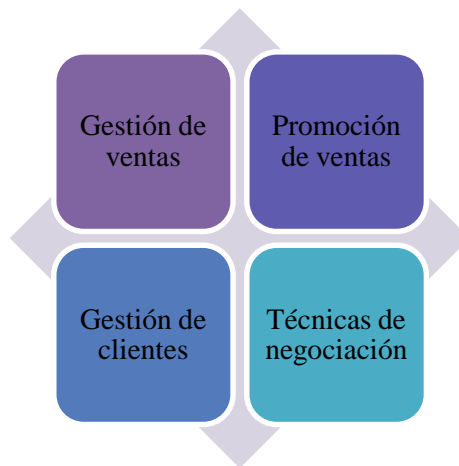 Gestión de
ventas
Promoción
de ventas
Gestión de
clientes
Técnicas de
negociación